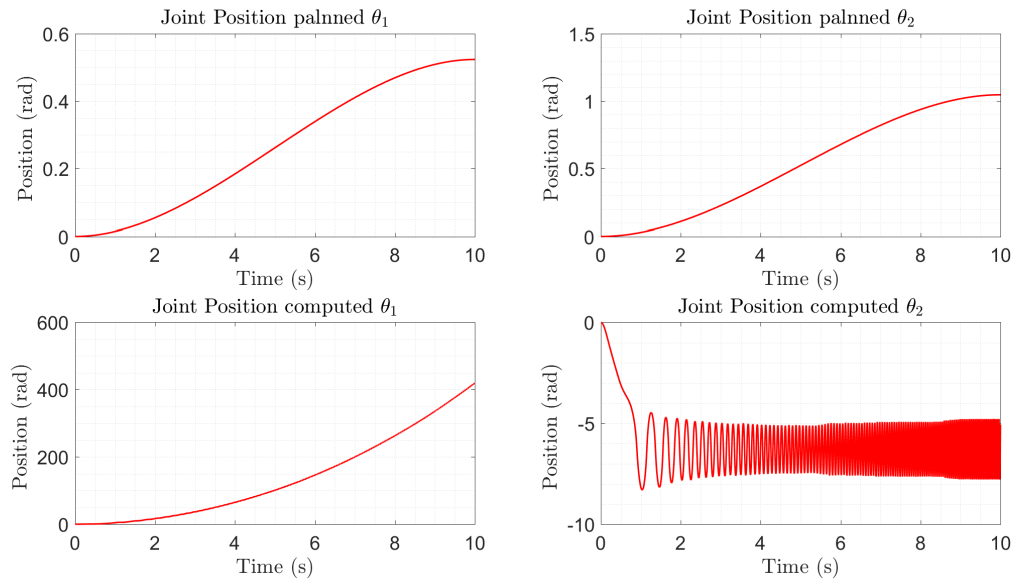 Joint Position palnned θ₁
Position (rad)
0.6
0.4
0.2
0
0 2 4 6 8 10
Time (s)
Joint Position palnned θ₂
Position (rad)
1.5
1
0.5
0
0 2 4 6 8 10
Time (s)
Joint Position computed θ₁
Position (rad)
600
400
200
0
0 2 4 6 8 10
Time (s)
Joint Position computed θ₂
Position (rad)
0
-5
-10
0 2 4 6 8 10
Time (s)